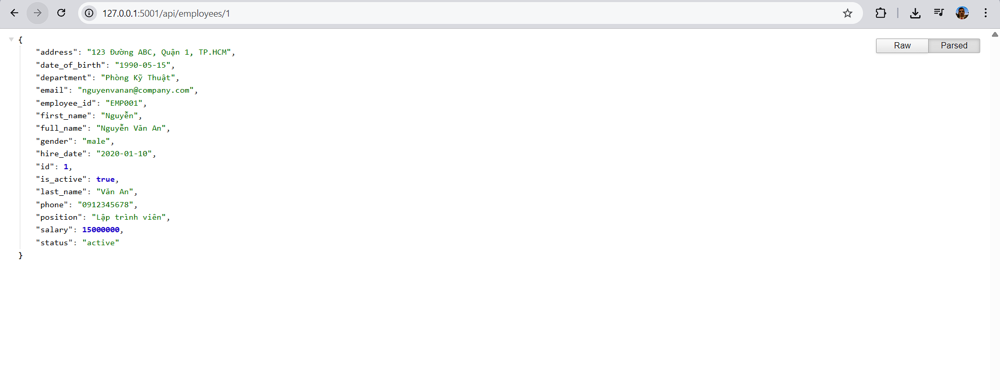 127.0.0.1:5001/api/employees/1
Raw Parsed
{
"address": "123 Đường ABC, Quận 1, TP.HCM",
"date_of_birth": "1990-05-15",
"department": "Phòng Kỹ Thuật",
"email": "nguyenvanan@company.com",
"employee_id": "EMP001",
"first_name": "Nguyễn",
"full_name": "Nguyễn Văn An",
"gender": "male",
"hire_date": "2020-01-10",
"id": 1,
"is_active": true,
"last_name": "Văn An",
"phone": "0912345678",
"position": "Lập trình viên",
"salary": 15000000,
"status": "active"
}